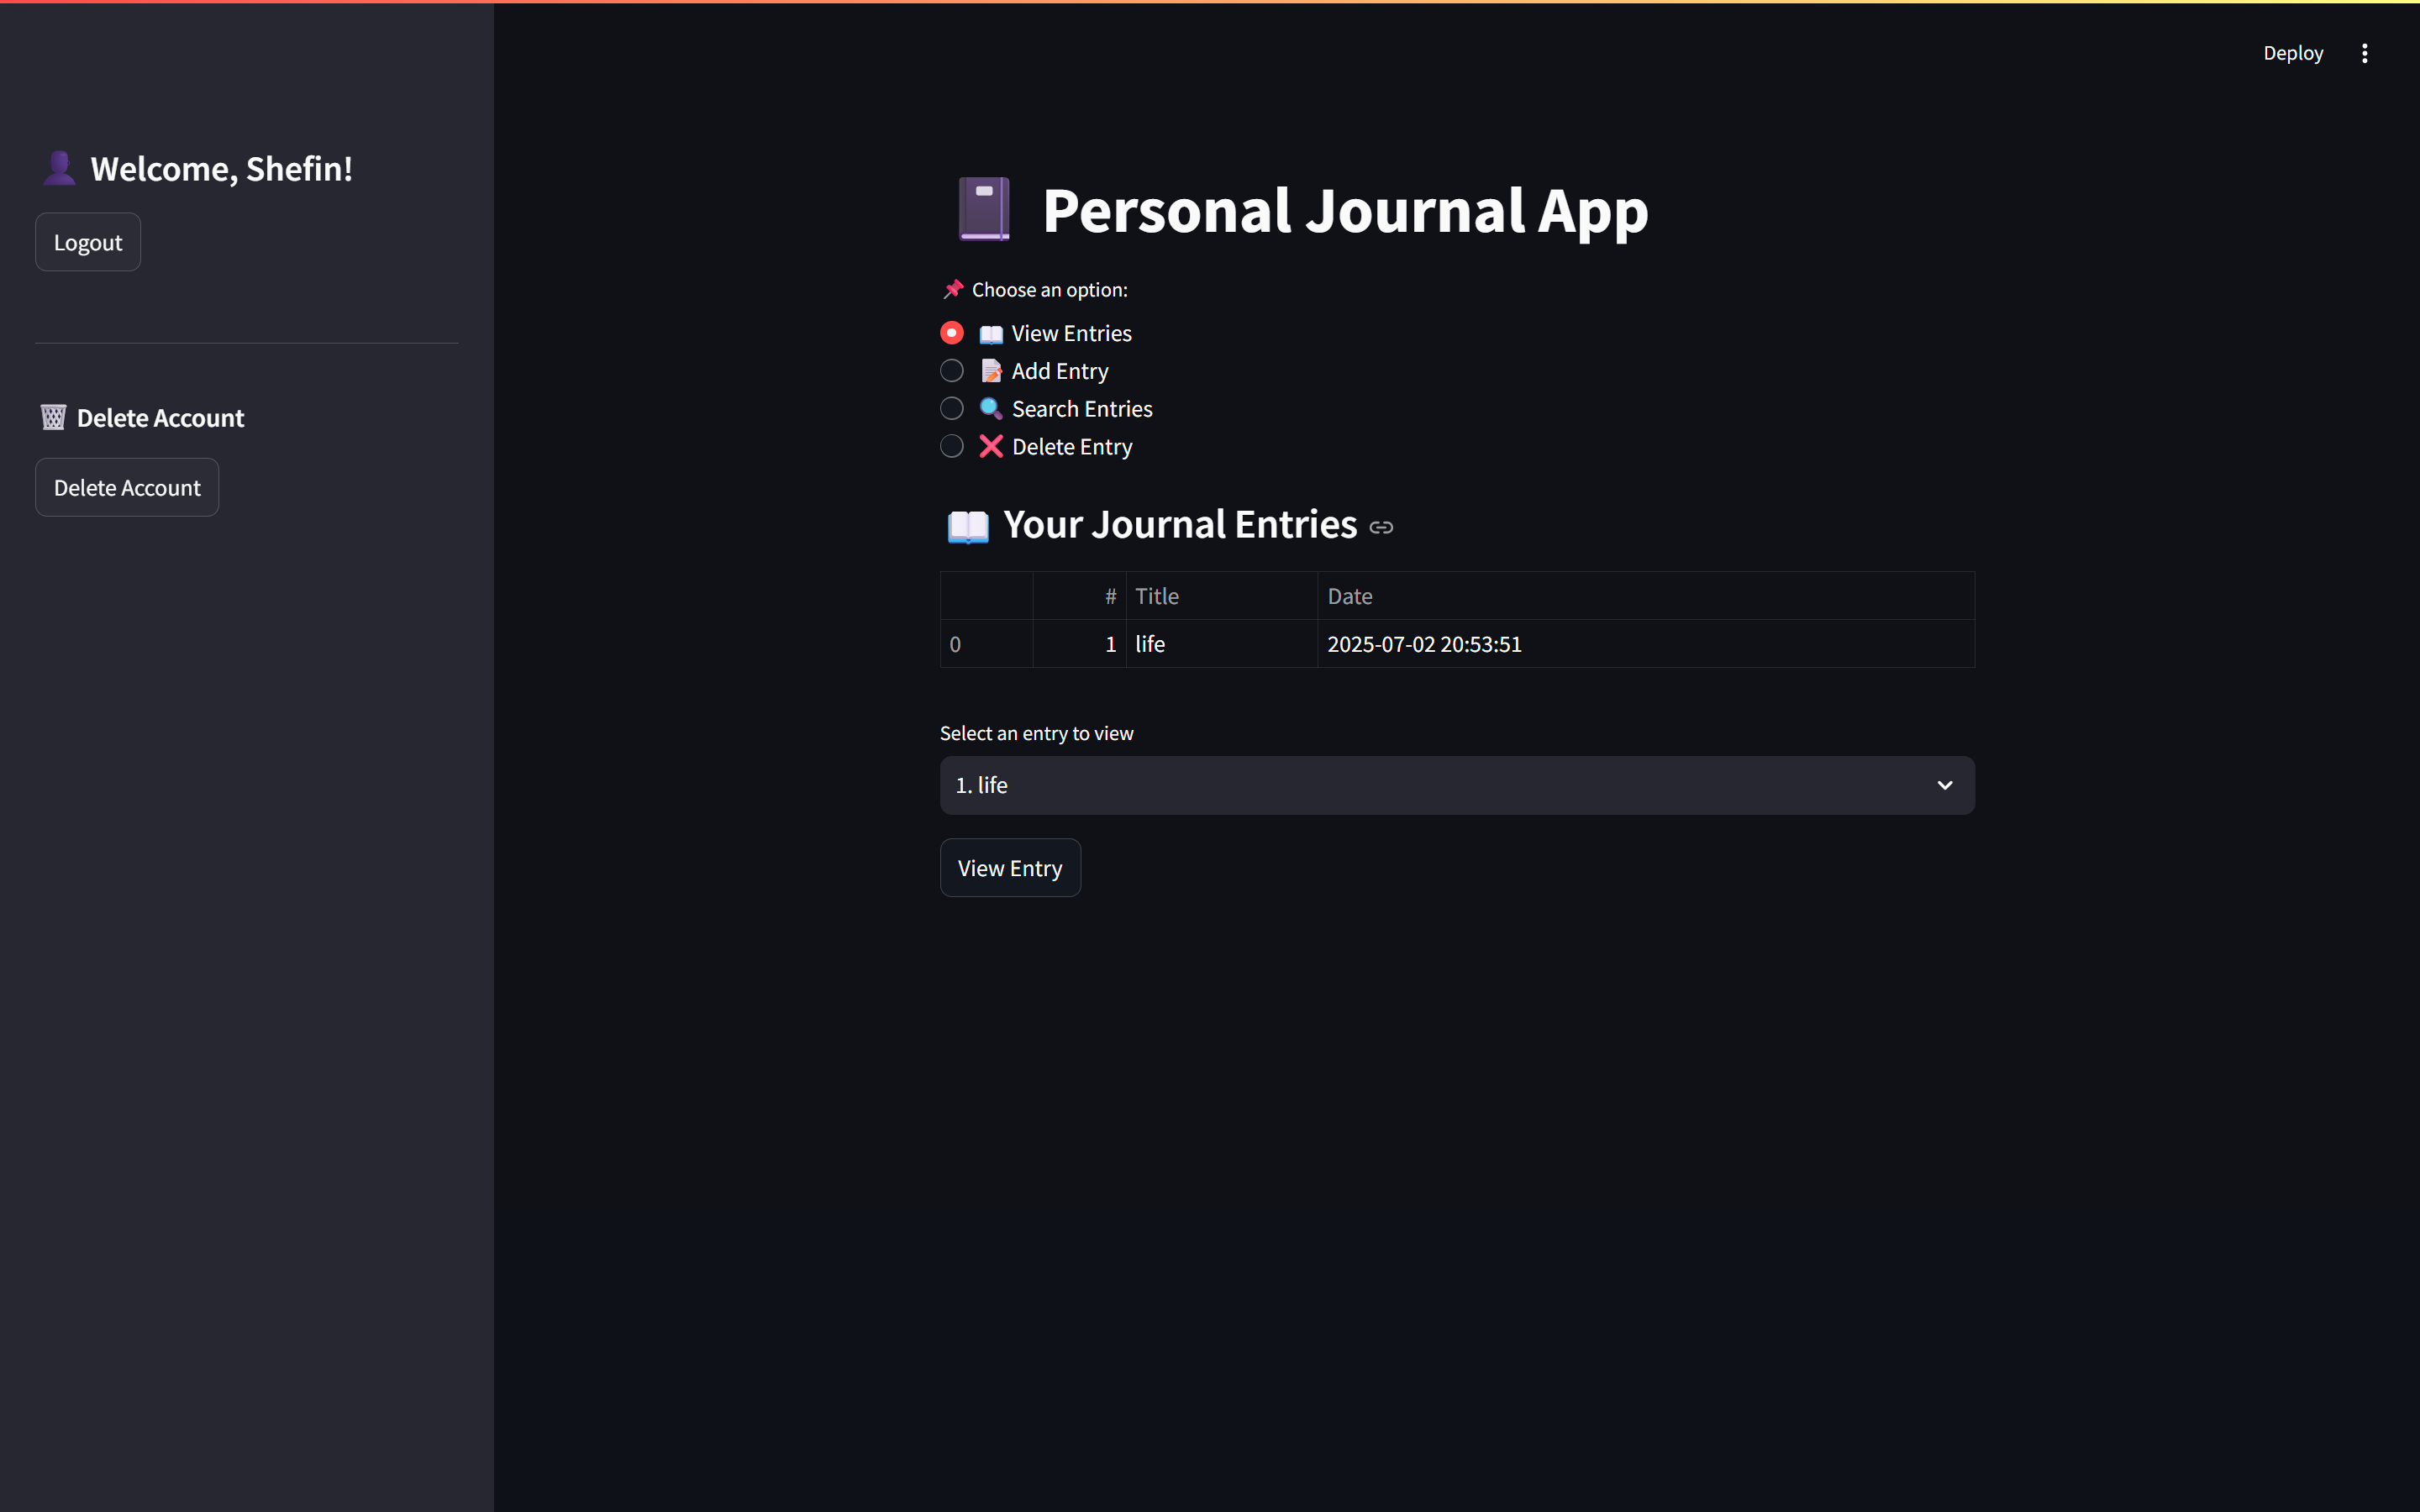 Deploy
Welcome, Shefin!
Logout
Delete Account
Delete Account
Personal Journal App
Choose an option:
View Entries
Add Entry
Search Entries
Delete Entry
Your Journal Entries
# Title Date
0 1 life 2025-07-02 20:53:51
Select an entry to view
1. life
View Entry